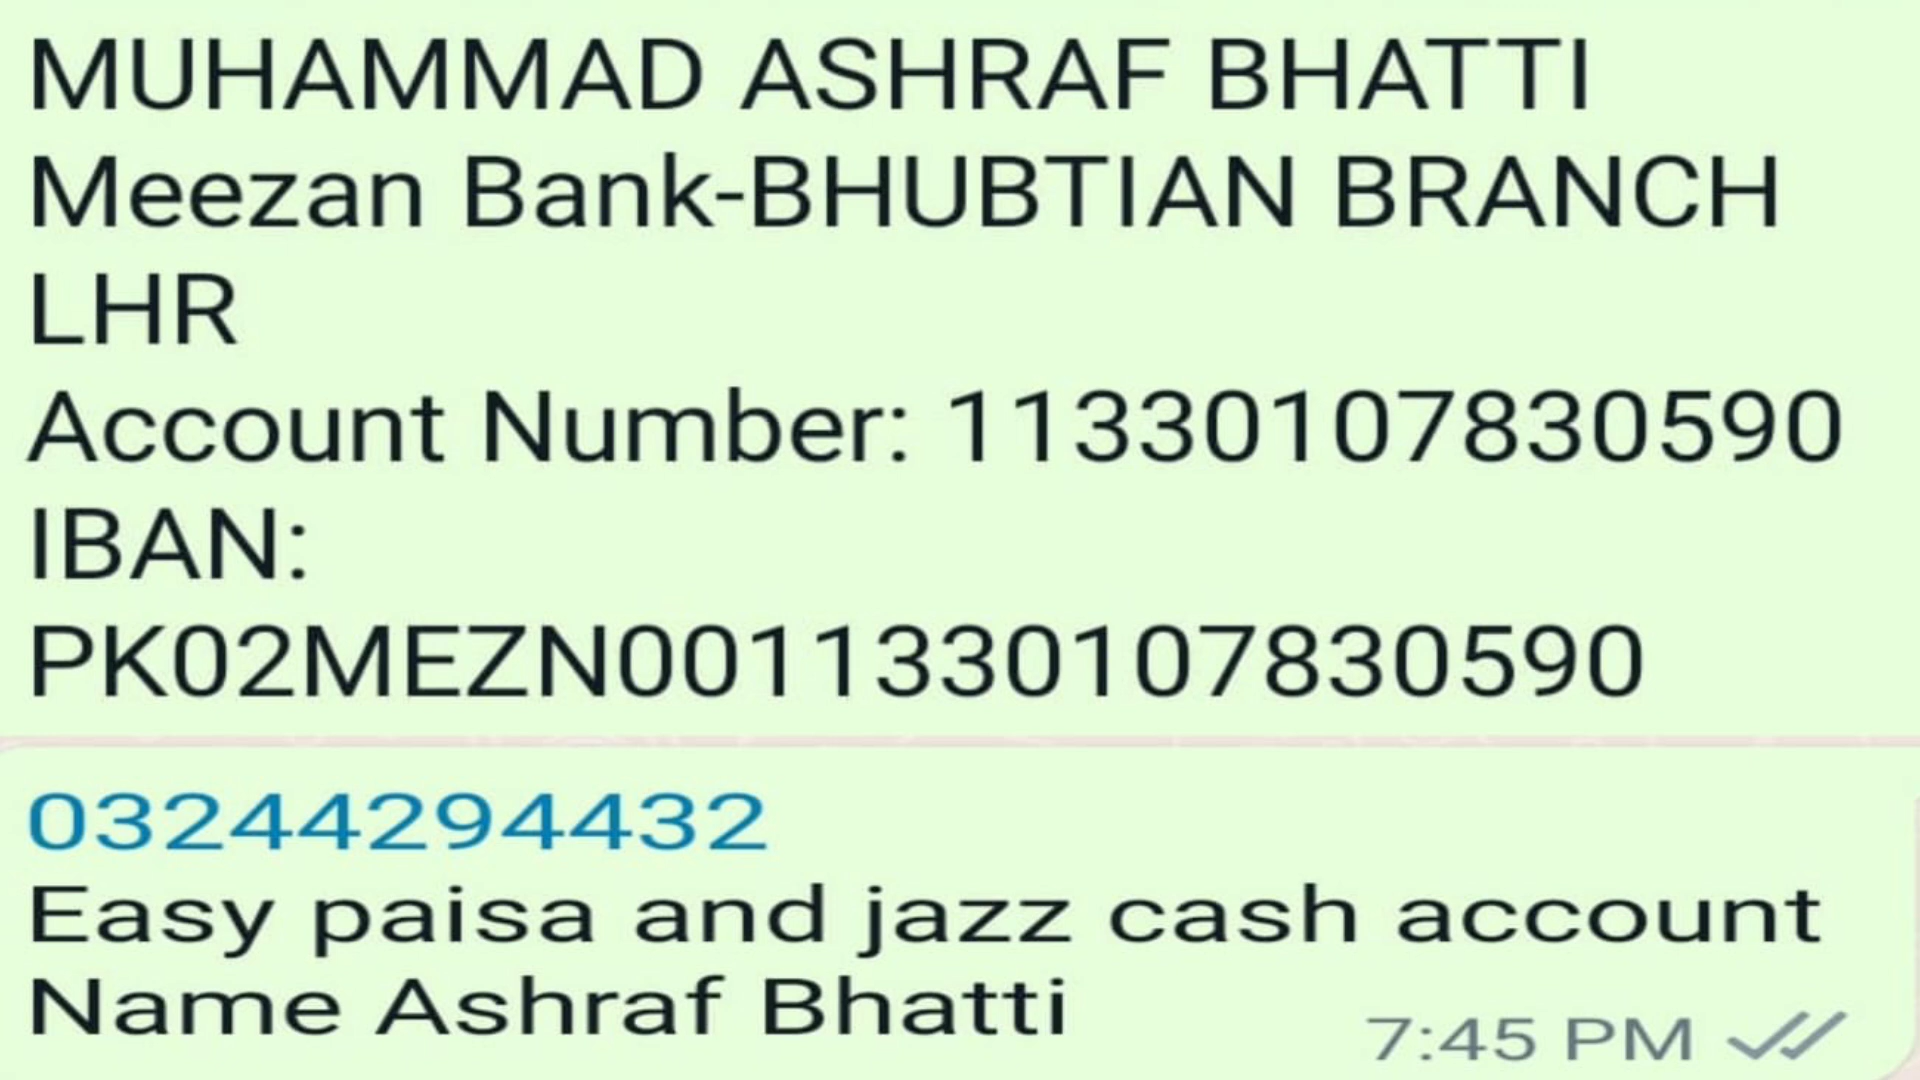 MUHAMMAD ASHRAF BHATTI
Meezan Bank-BHUBTIAN BRANCH
LHR
Account Number: 11330107830590
IBAN:
PK02MEZN0011330107830590
03244294432
Easy paisa and jazz cash account
Name Ashraf Bhatti
7:45 PM